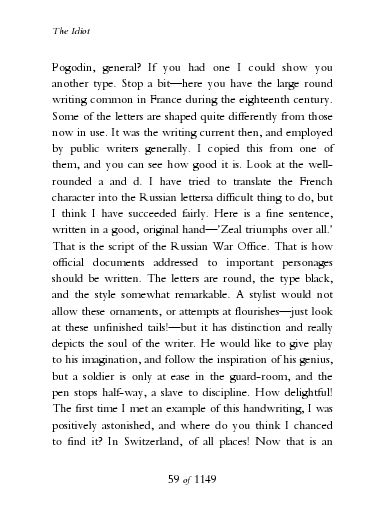 The Idiot
Pogodin, general? If you had one I could show you
another type. Stop a bit—here you have the large round
writing common in France during the eighteenth century.
Some of the letters are shaped quite differently from those
now in use. It was the writing current then, and employed
by public writers generally. I copied this from one of
them, and you can see how good it is. Look at the well-
rounded a and d. I have tried to translate the French
character into the Russian lettersa difficult thing to do, but
I think I have succeeded fairly. Here is a fine sentence,
written in a good, original hand—'Zeal triumphs over all.'
That is the script of the Russian War Office. That is how
official documents addressed to important personages
should be written. The letters are round, the type black,
and the style somewhat remarkable. A stylist would not
allow these ornaments, or attempts at flourishes—just look
at these unfinished tails!—but it has distinction and really
depicts the soul of the writer. He would like to give play
to his imagination, and follow the inspiration of his genius,
but a soldier is only at ease in the guard-room, and the
pen stops half-way, a slave to discipline. How delightful!
The first time I met an example of this handwriting, I was
positively astonished, and where do you think I chanced
to find it? In Switzerland, of all places! Now that is an
59 of 1149